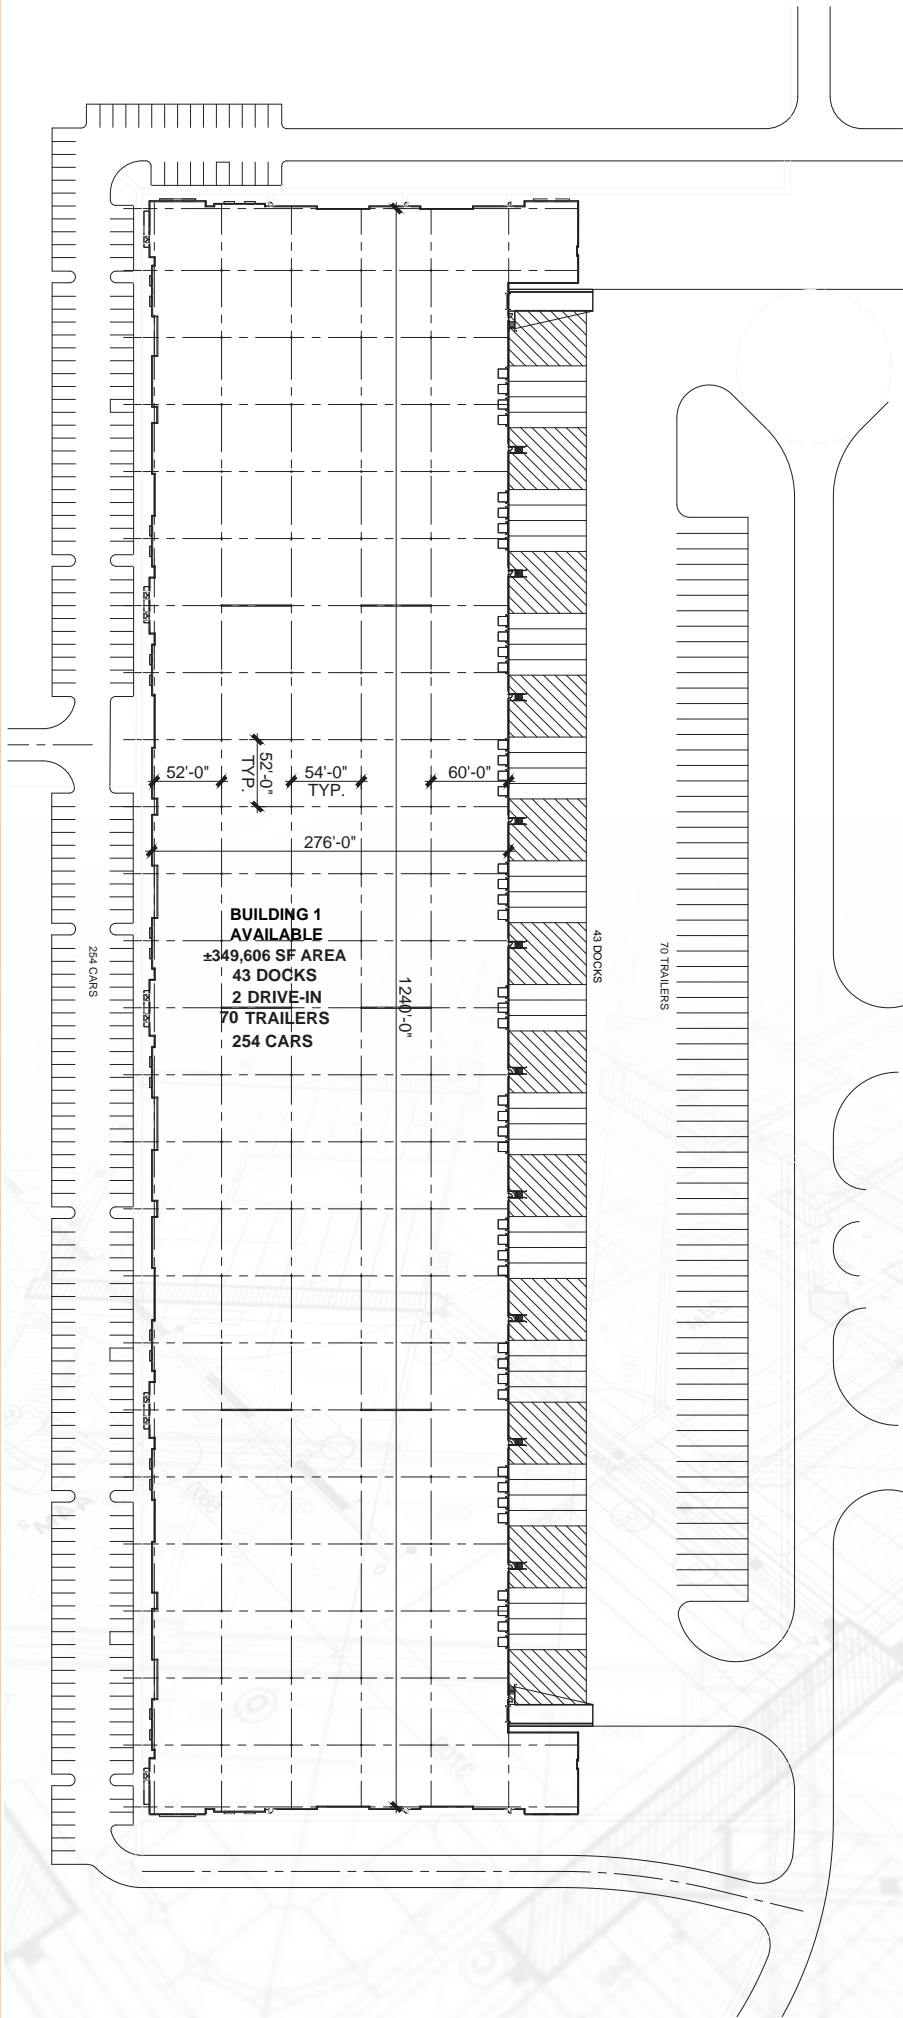 52'-0"
52'-0"
TYP.
54'-0"
TYP.
60'-0"
276'-0"
BUILDING 1
AVAILABLE
±349,606 SF AREA
43 DOCKS
2 DRIVE-IN
70 TRAILERS
254 CARS
1240'-0"
254 CARS
43 DOCKS
70 TRAILERS